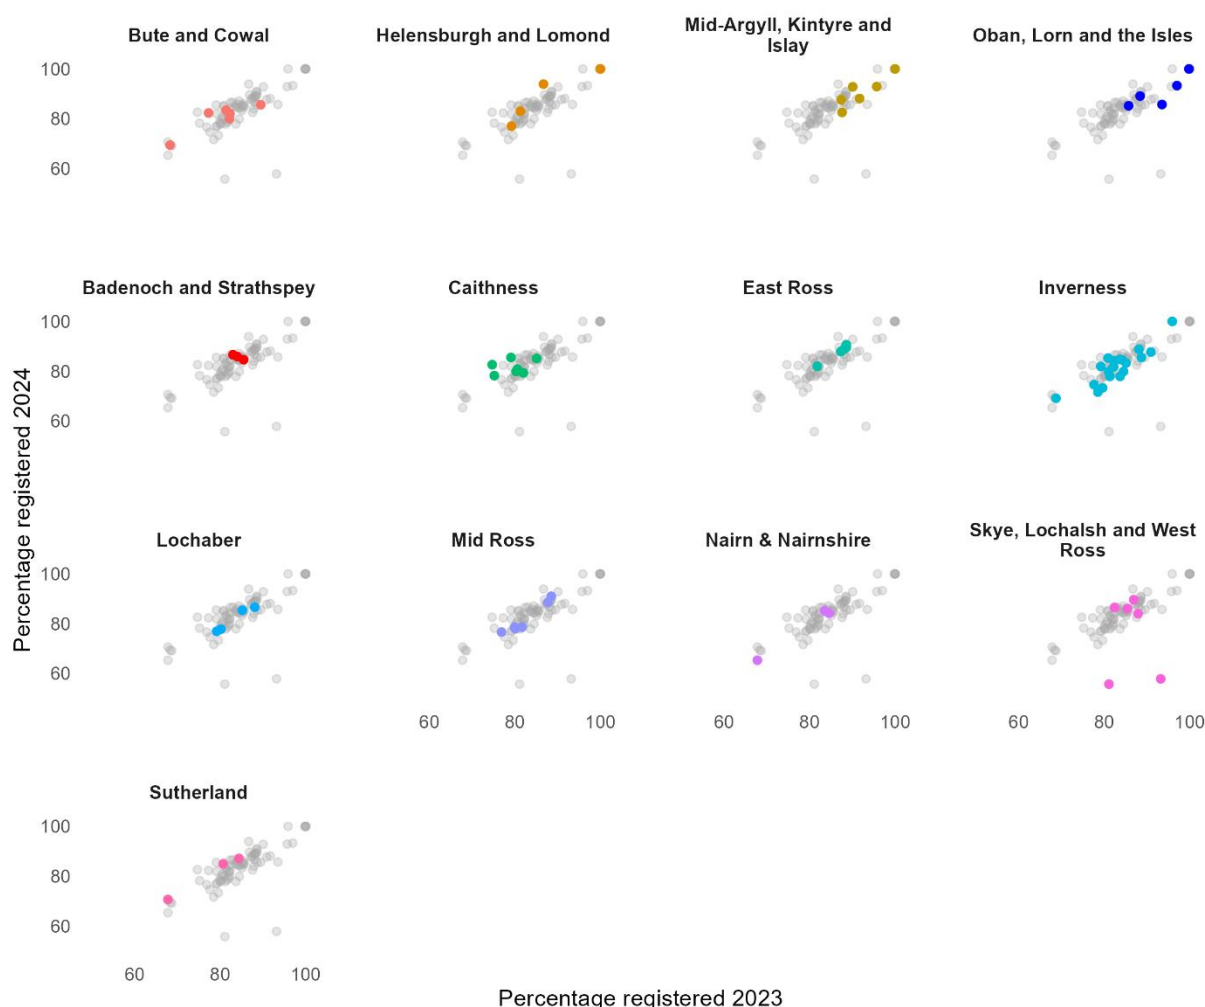 Bute and Cowal
Helensburgh and Lomond
Mid-Argyll, Kintyre and
Islay
Oban, Lorn and the Isles
100
80
60
Badenoch and Strathspey
Caithness
East Ross
Inverness
100
80
60
Percentage registered 2024
Lochaber
Mid Ross
Nairn & Nairnshire
Skye, Lochalsh and West
Ross
100
80
60
60 80 100
60 80 100
60 80 100
Sutherland
100
80
60
60 80 100
Percentage registered 2023